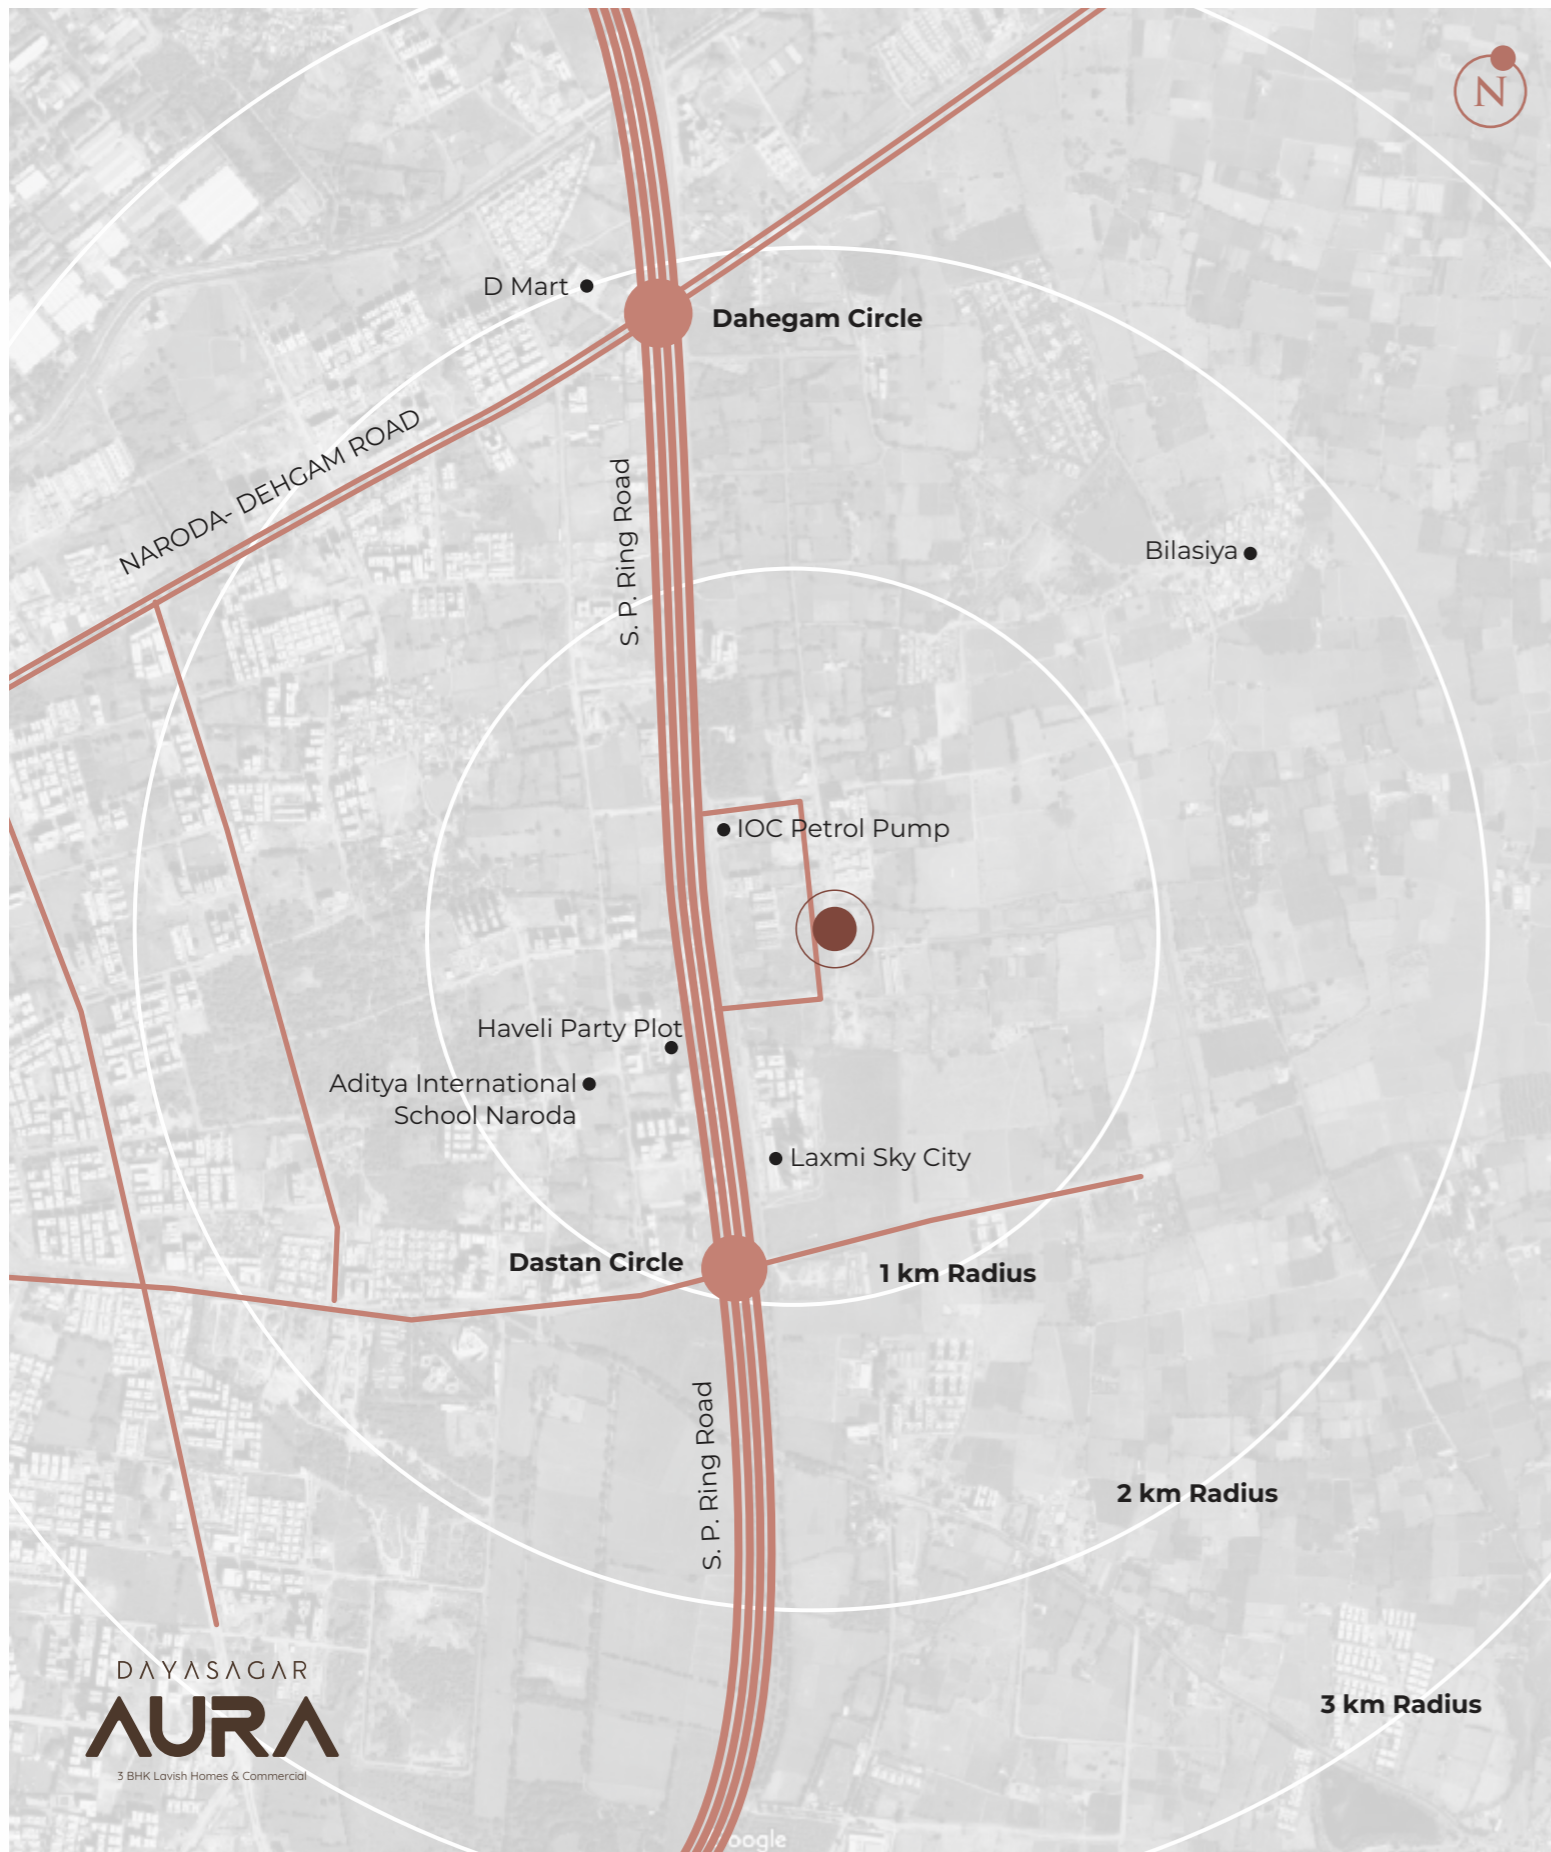 N
D Mart
Dahegam Circle
NARODA- DEHGAM ROAD
S. P. Ring Road
Bilasiya
IOC Petrol Pump
Haveli Party Plot
Aditya International
School Naroda
Laxmi Sky City
Dastan Circle
1 km Radius
S. P. Ring Road
2 km Radius
3 km Radius
DAYASAGAR
AURA
3 BHK Lavish Homes & Commercial
oogle